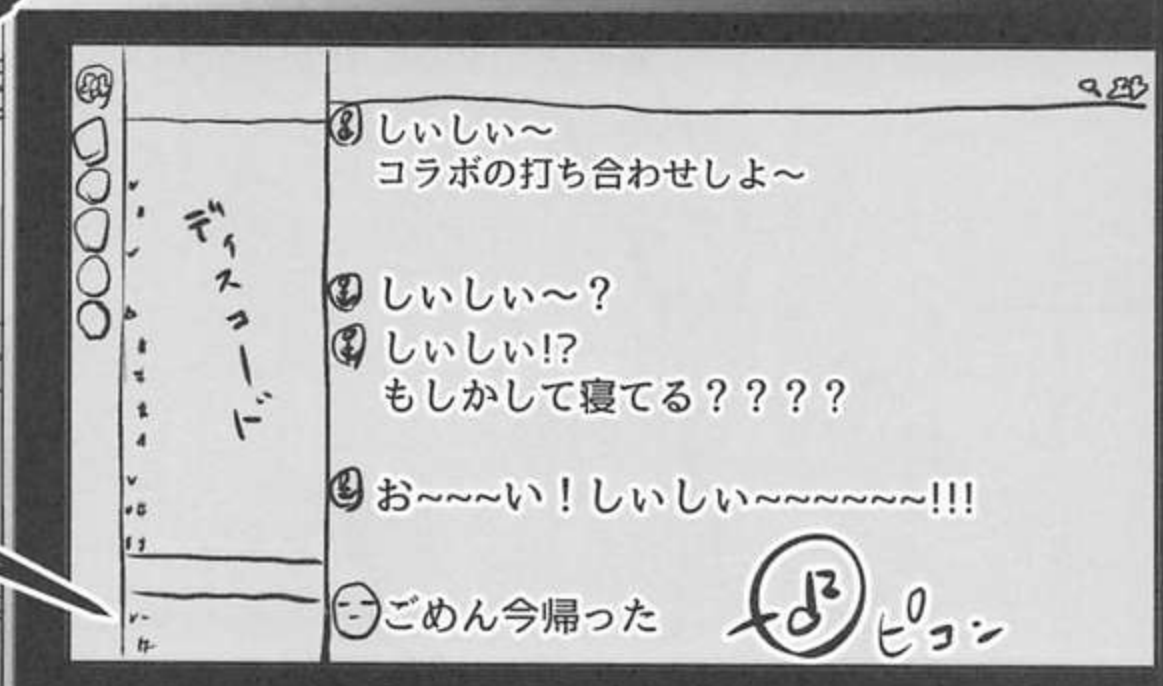 ディスコード
しぃしぃ〜
コラボの打ち合わせしよ〜
しぃしぃ〜？
しぃしぃ!?
もしかして寝てる？？？？
お~~~い！しぃしぃ~~~~~~!!!
ごめん今帰った
ピコン